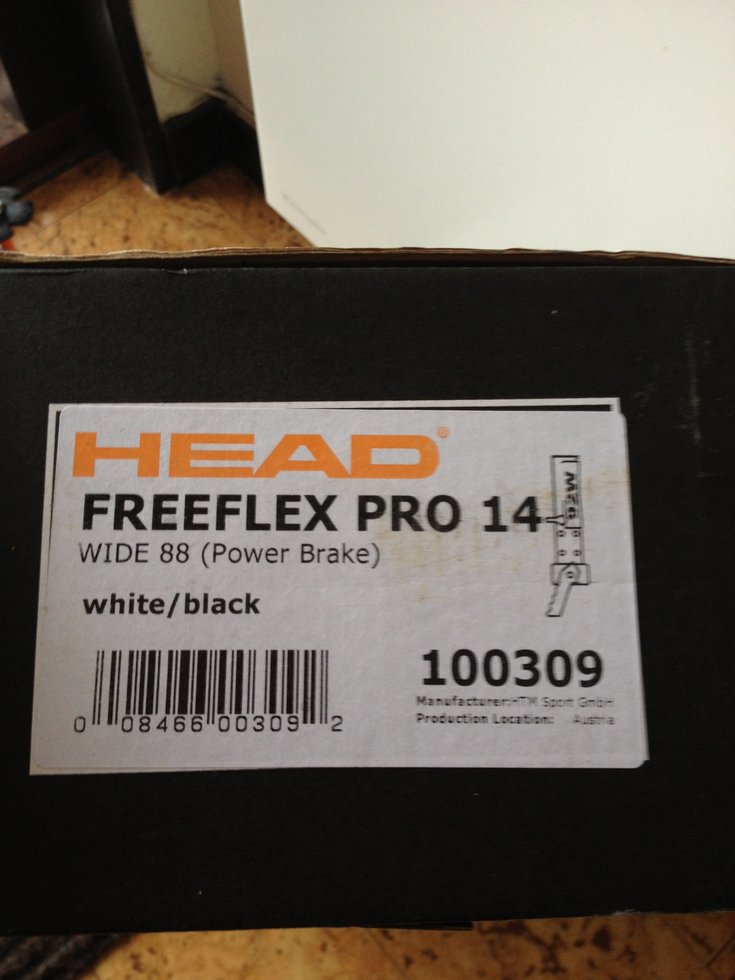 HEAD®
FREEFLEX PRO 14
WIDE 88 (Power Brake)
white/black
100309
Manufacturer:HTM Sport GmbH
Production Location: Austria
0 08466 00309 2